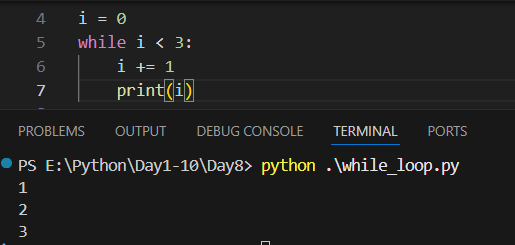 4 i = 0
5 while i < 3:
6 i += 1
7 print(i)
PROBLEMS OUTPUT DEBUG CONSOLE TERMINAL PORTS
PS E:\Python\Day1-10\Day8> python .\while_loop.py
1
2
3